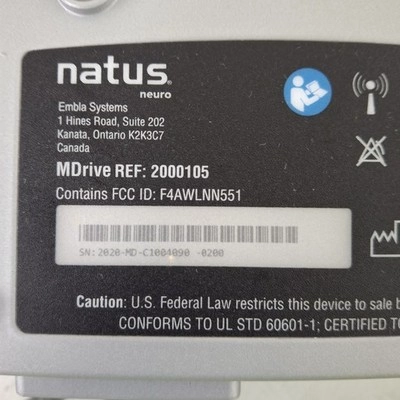 natus®
neuro
Embla Systems
1 Hines Road, Suite 202
Kanata, Ontario K2K3C7
Canada
MDrive REF: 2000105
Contains FCC ID: F4AWLNN551
SN:2020-MD-C1004090 -0200
Caution: U.S. Federal Law restricts this device to sale b
CONFORMS TO UL STD 60601-1; CERTIFIED TO